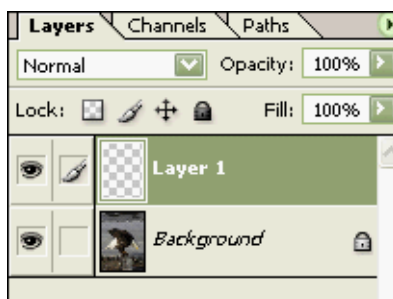 Layers Channels Paths
Normal Opacity: 100%
Lock: Fill: 100%
Layer 1
Background